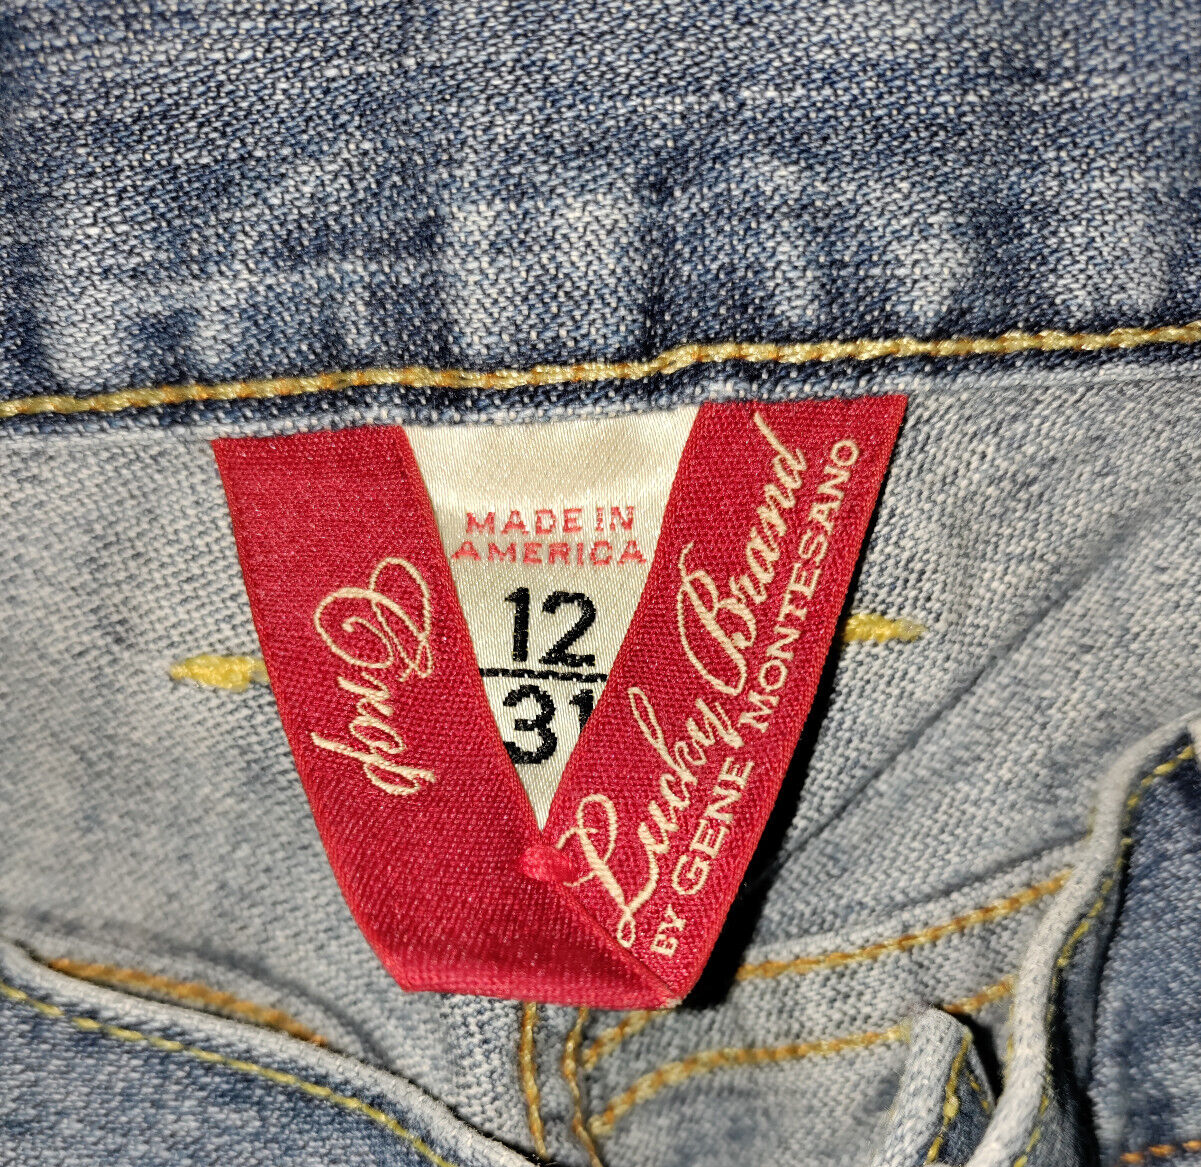 Crop
MADE IN
AMERICA
12
31
Lucky Brand
BY GENE MONTESANO